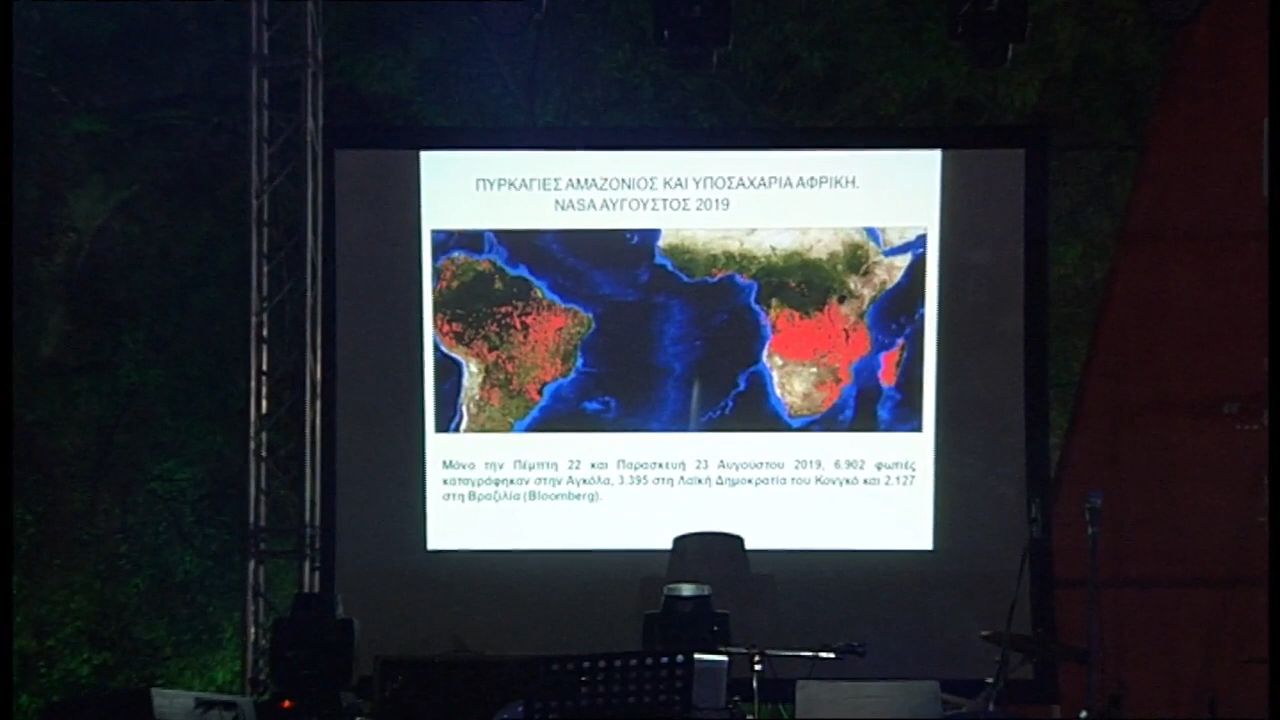 ΠΥΡΚΑΓΙΕΣ ΑΜΑΖΟΝΙΟΣ ΚΑΙ ΥΠΟΣΑΧΑΡΙΑ ΑΦΡΙΚΗ.
NASA ΑΥΓΟΥΣΤΟΣ 2019
Μόνο την Πέμπτη 22 και Παρασκευή 23 Αυγούστου 2019, 6.902 φωτιές
καταγράφηκαν στην Αγκόλα, 3.395 στη Λαϊκή Δημοκρατία του Κονγκό και 2.127
στη Βραζιλία (Bloomberg).